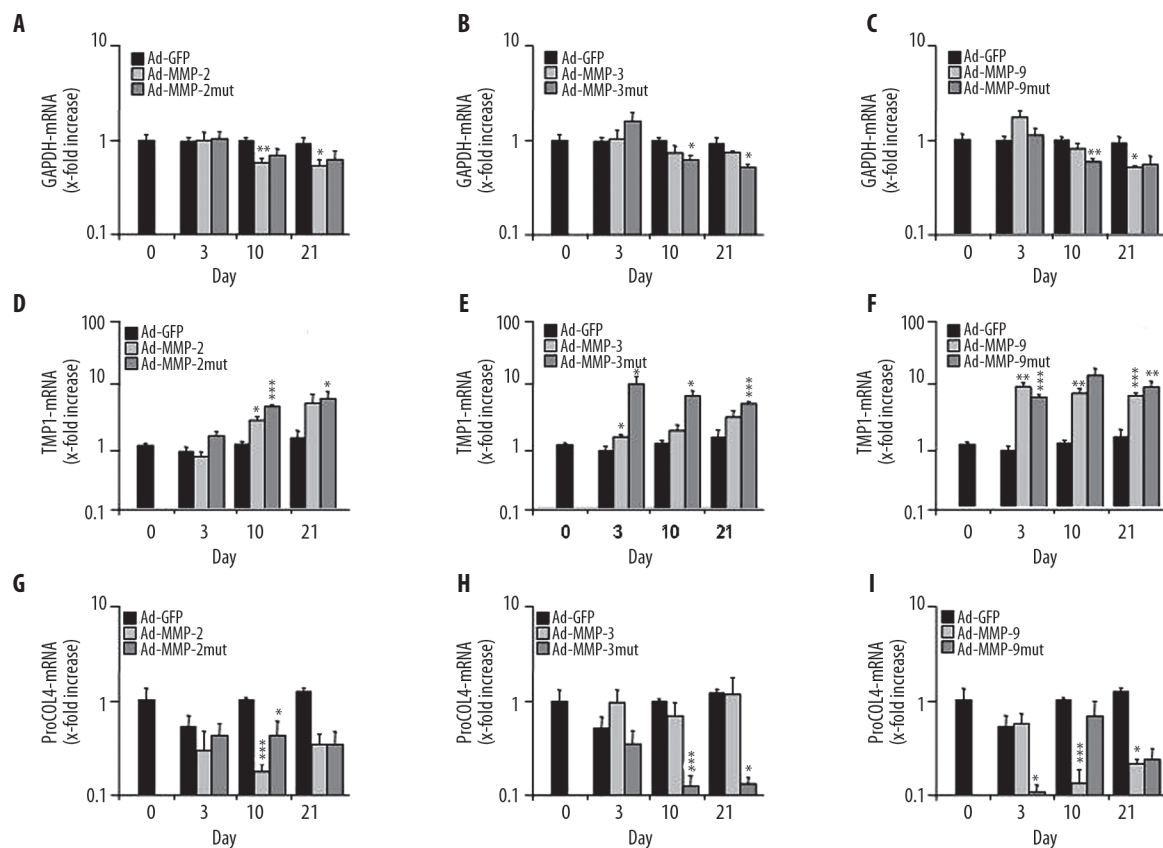 A
GAPDH-mRNA
(x-fold increase)
10
1
0.1
Ad-GFP
Ad-MMP-2
Ad-MMP-2mut
**
*
0 3 10 21
Day
B
GAPDH-mRNA
(x-fold increase)
10
1
0.1
Ad-GFP
Ad-MMP-3
Ad-MMP-3mut
*
*
0 3 10 21
Day
C
GAPDH-mRNA
(x-fold increase)
10
1
0.1
Ad-GFP
Ad-MMP-9
Ad-MMP-9mut
**
*
0 3 10 21
Day
D
TMP1-mRNA
(x-fold increase)
100
10
1
0.1
Ad-GFP
Ad-MMP-2
Ad-MMP-2mut
*
***
*
0 3 10 21
Day
E
TMP1-mRNA
(x-fold increase)
100
10
1
0.1
Ad-GFP
Ad-MMP-3
Ad-MMP-3mut
*
*
*
***
0 3 10 21
Day
F
TMP1-mRNA
(x-fold increase)
100
10
1
0.1
Ad-GFP
Ad-MMP-9
Ad-MMP-9mut
**
***
**
***
**
0 3 10 21
Day
G
ProCOL4-mRNA
(x-fold increase)
10
1
0.1
Ad-GFP
Ad-MMP-2
Ad-MMP-2mut
***
*
0 3 10 21
Day
H
ProCOL4-mRNA
(x-fold increase)
10
1
0.1
Ad-GFP
Ad-MMP-3
Ad-MMP-3mut
***
*
0 3 10 21
Day
I
ProCOL4-mRNA
(x-fold increase)
10
1
0.1
Ad-GFP
Ad-MMP-9
Ad-MMP-9mut
*
***
*
0 3 10 21
Day